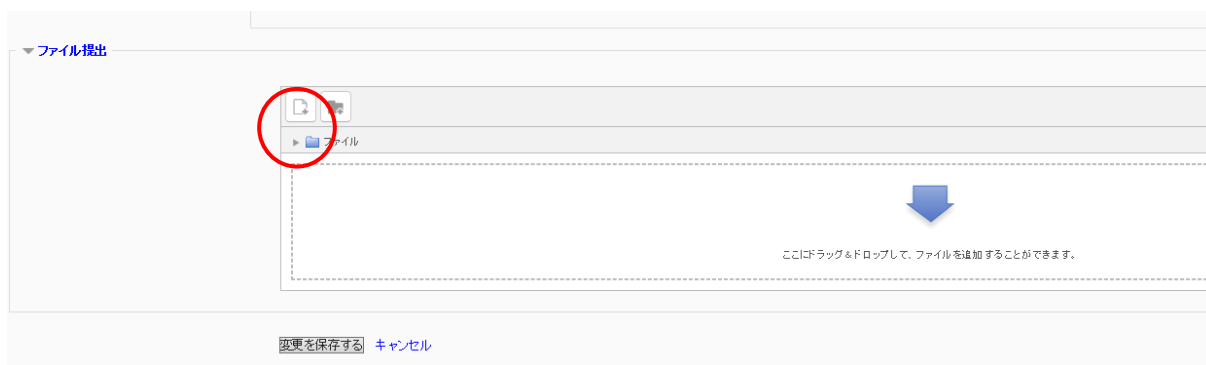 ファイル提出
ファイル
ここにドラッグ&ドロップして、ファイルを追加することができます。
変更を保存する キャンセル